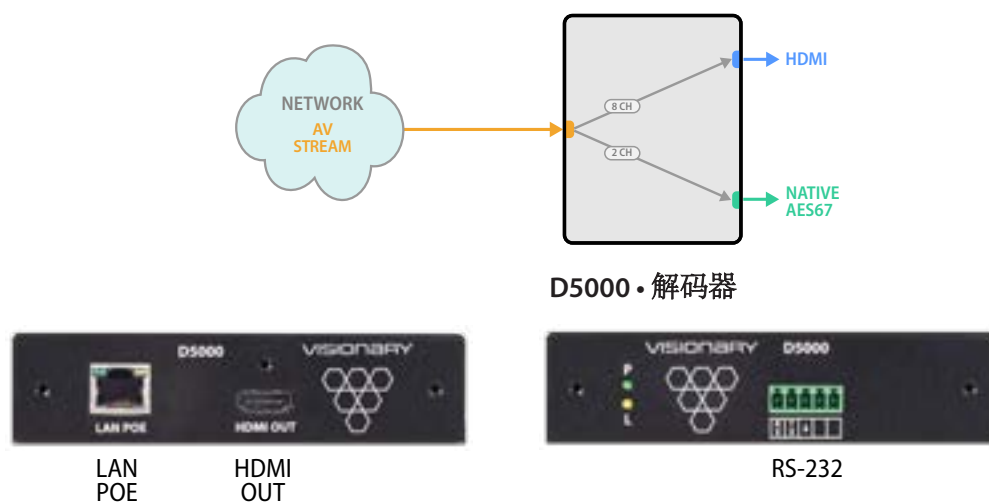 NETWORK
AV
STREAM
8 CH
2 CH
HDMI
NATIVE
AES67
D5000 • 解码器
D5000
VISIONARY
LAN POE
HDMI OUT
VISIONARY
D5000
P
L
LAN
POE
HDMI
OUT
RS-232